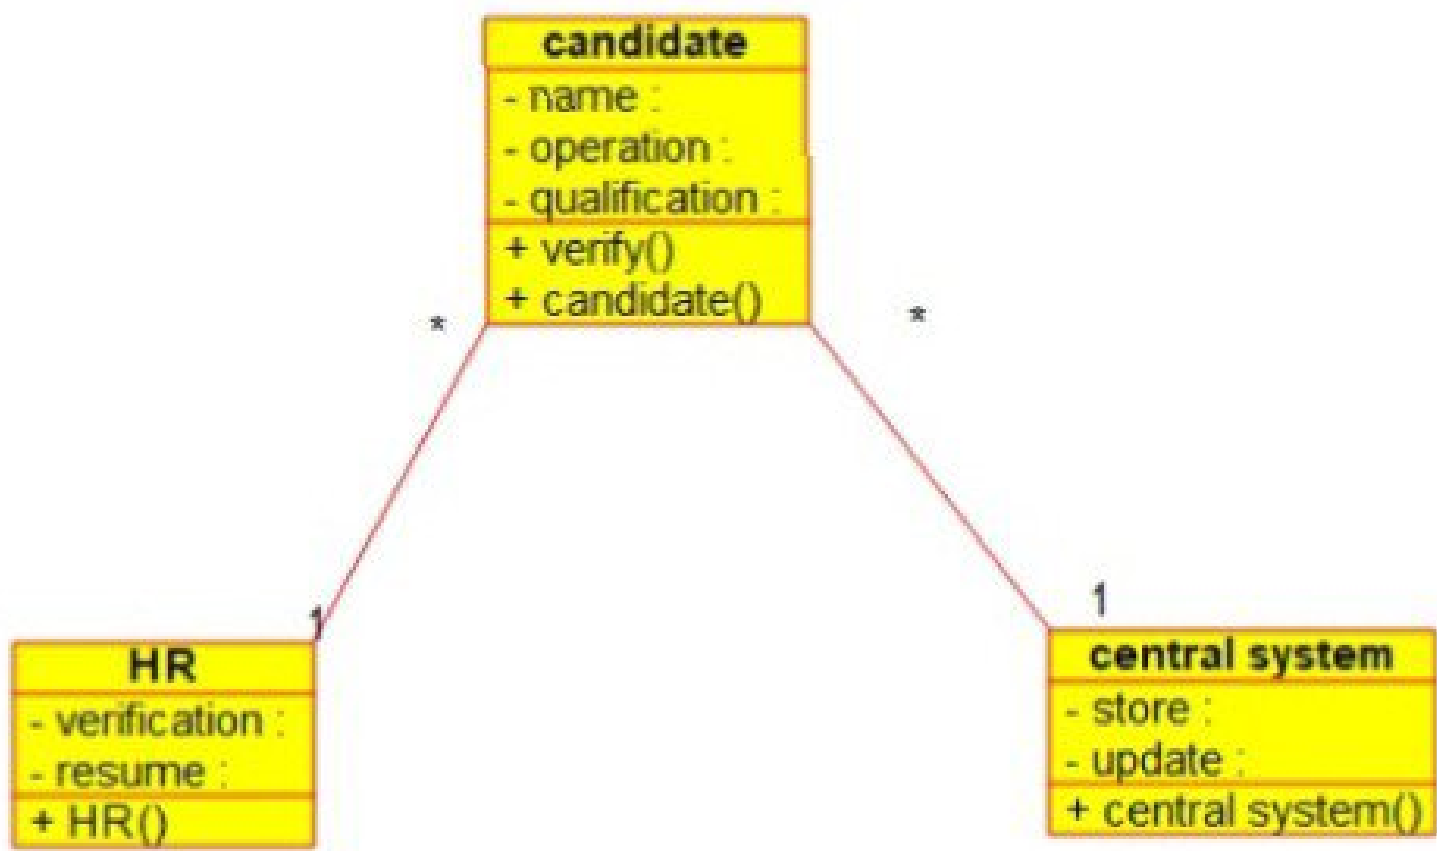 candidate
- name :
- operation :
- qualification :
+ verify()
+ candidate()
*
*
1
1
HR
- verification :
- resume :
+ HR()
central system
- store :
- update :
+ central system()